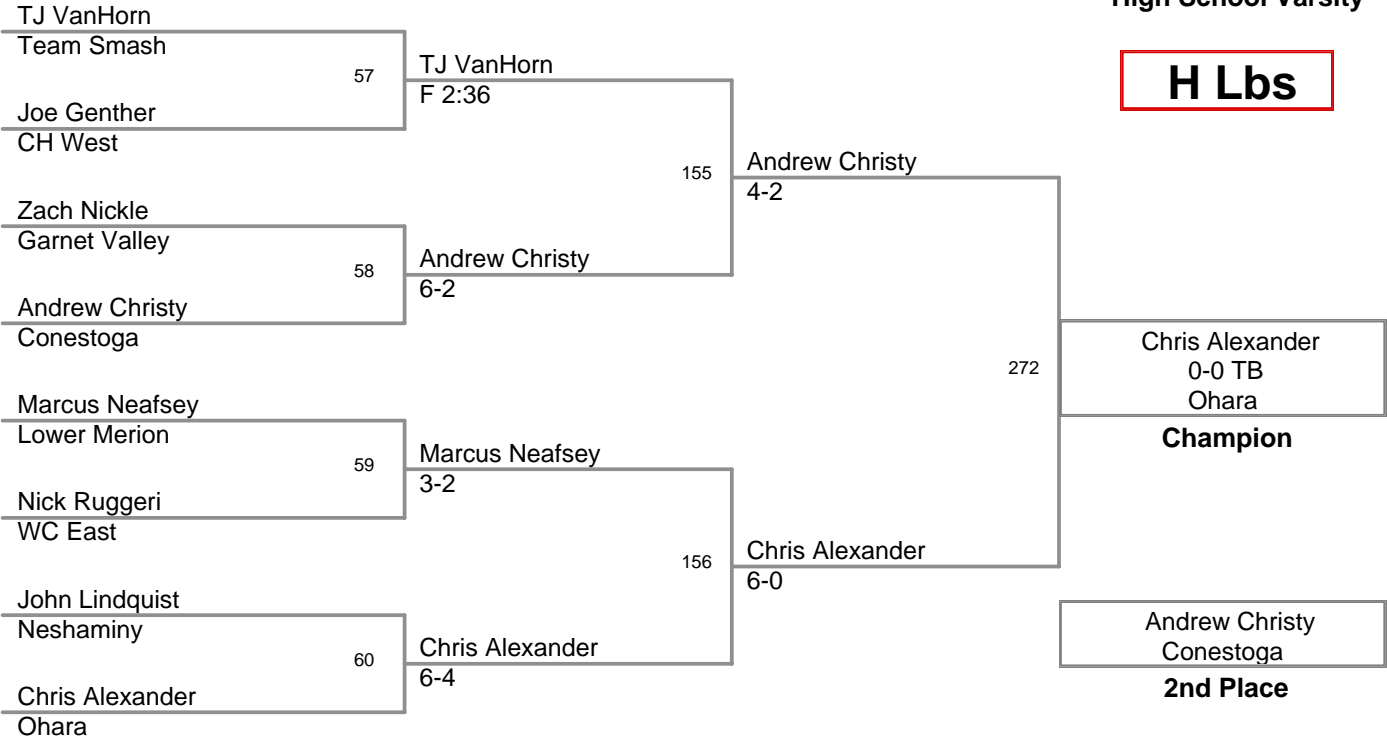 High School Varsity
H Lbs
TJ VanHorn
Team Smash
57
Joe Genther
CH West
TJ VanHorn
F 2:36
155
Zach Nickle
Garnet Valley
58
Andrew Christy
Conestoga
Andrew Christy
6-2
Andrew Christy
4-2
272
Marcus Neafsey
Lower Merion
59
Nick Ruggeri
WC East
Marcus Neafsey
3-2
156
John Lindquist
Neshaminy
60
Chris Alexander
Ohara
Chris Alexander
6-4
Chris Alexander
6-0
Chris Alexander
0-0 TB
Ohara
Champion
Andrew Christy
Conestoga
2nd Place